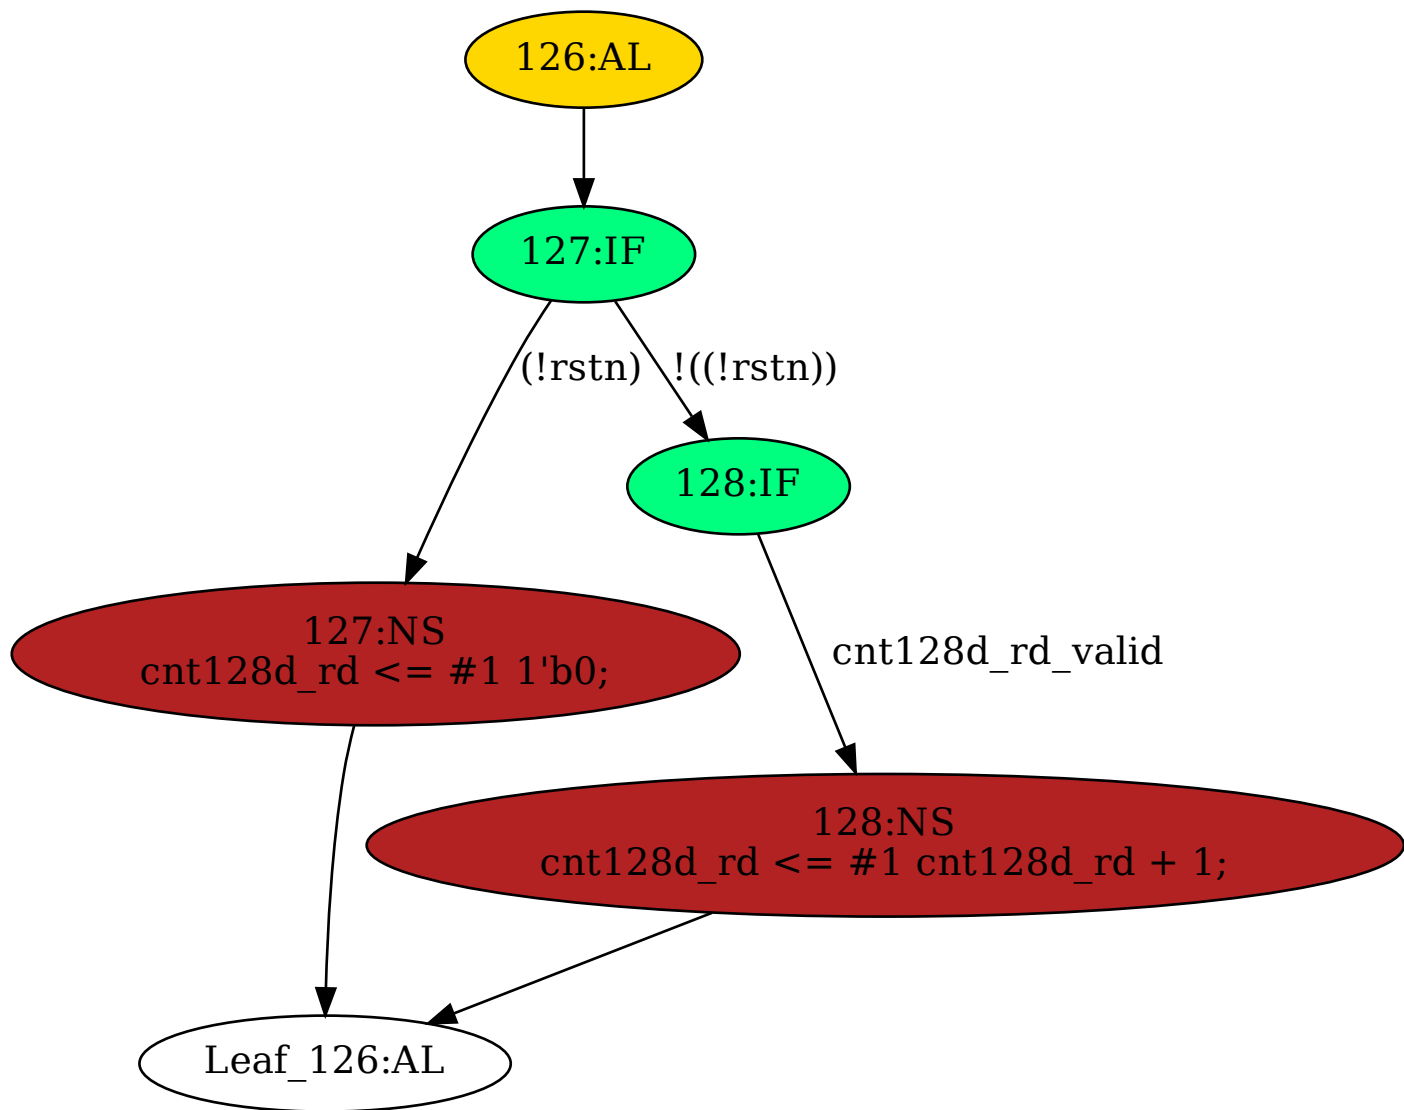 126:AL
127:IF
(!rstn)
!((!rstn))
128:IF
127:NS
cnt128d_rd <= #1 1'b0;
cnt128d_rd_valid
128:NS
cnt128d_rd <= #1 cnt128d_rd + 1;
Leaf_126:AL